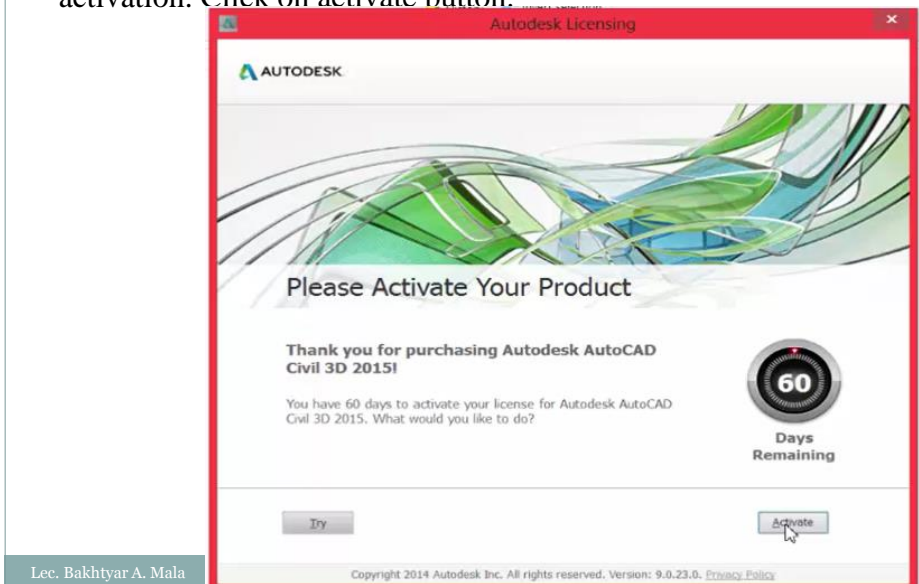 activation. Click on activate button.
Autodesk Licensing
AUTODESK
Please Activate Your Product
Thank you for purchasing Autodesk AutoCAD
Civil 3D 2015!
You have 60 days to activate your license for Autodesk AutoCAD
Civil 3D 2015. What would you like to do?
60
Days
Remaining
Try
Activate
Lec. Bakhtyar A. Mala
Copyright 2014 Autodesk Inc. All rights reserved. Version: 9.0.23.0. Privacy Policy